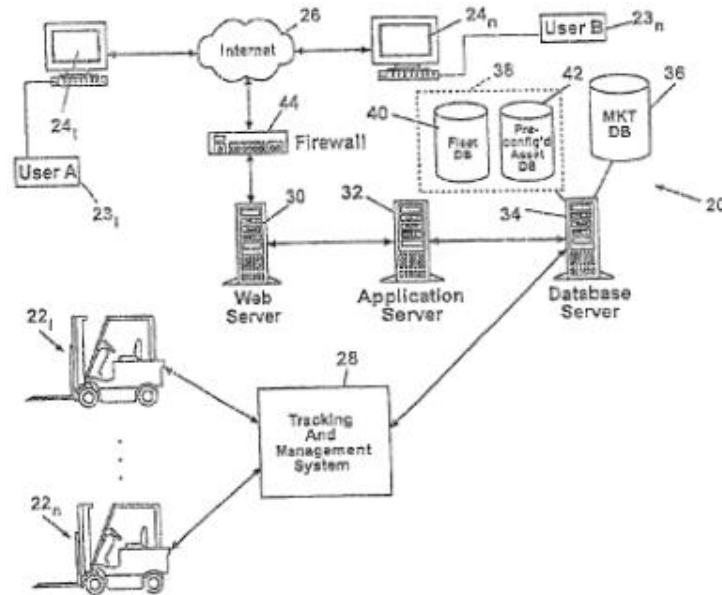 26
24n
User B
23n
Internet
38
42
36
44
40
MKT
DB
Fleet
DB
Pre-
config'd
Asset
DB
24i
Firewall
User A
23i
30
32
34
20
Web
Server
Application
Server
Database
Server
22i
28
Tracking
And
Management
System
22n